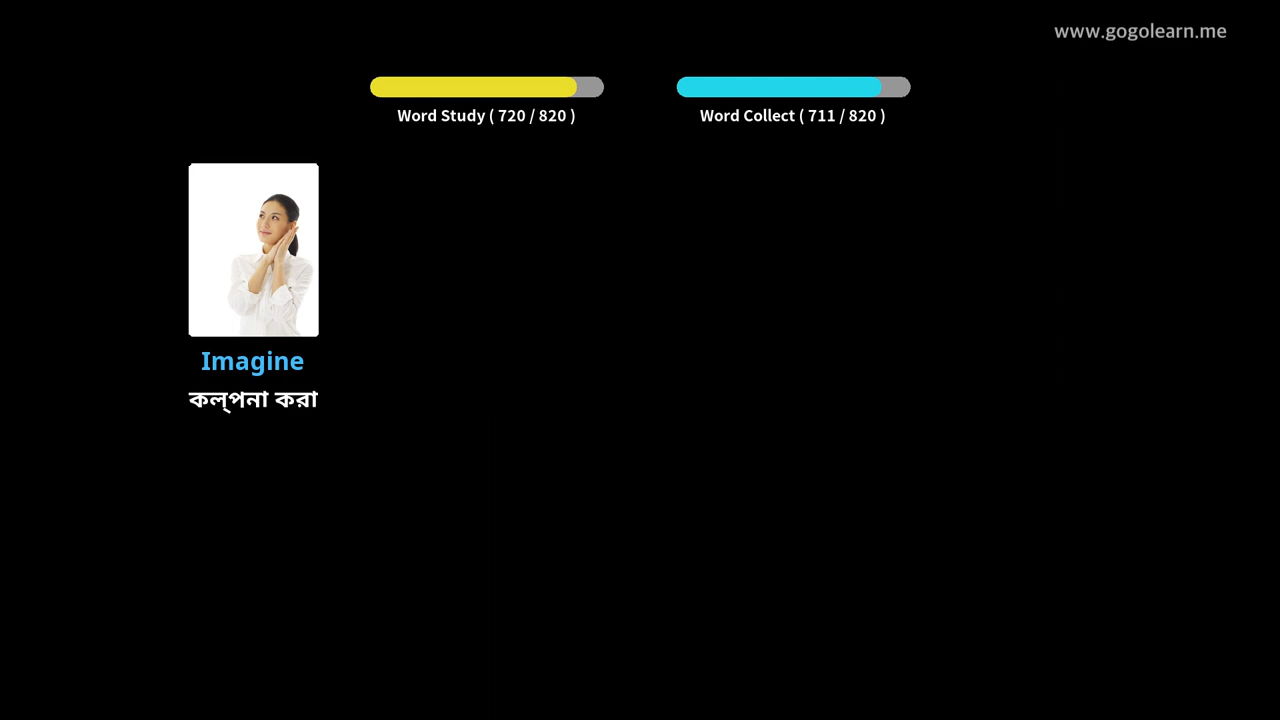 www.gogolearn.me
Word Study ( 720 / 820 )
Word Collect ( 711 / 820 )
Imagine
কল্‌পনা করা